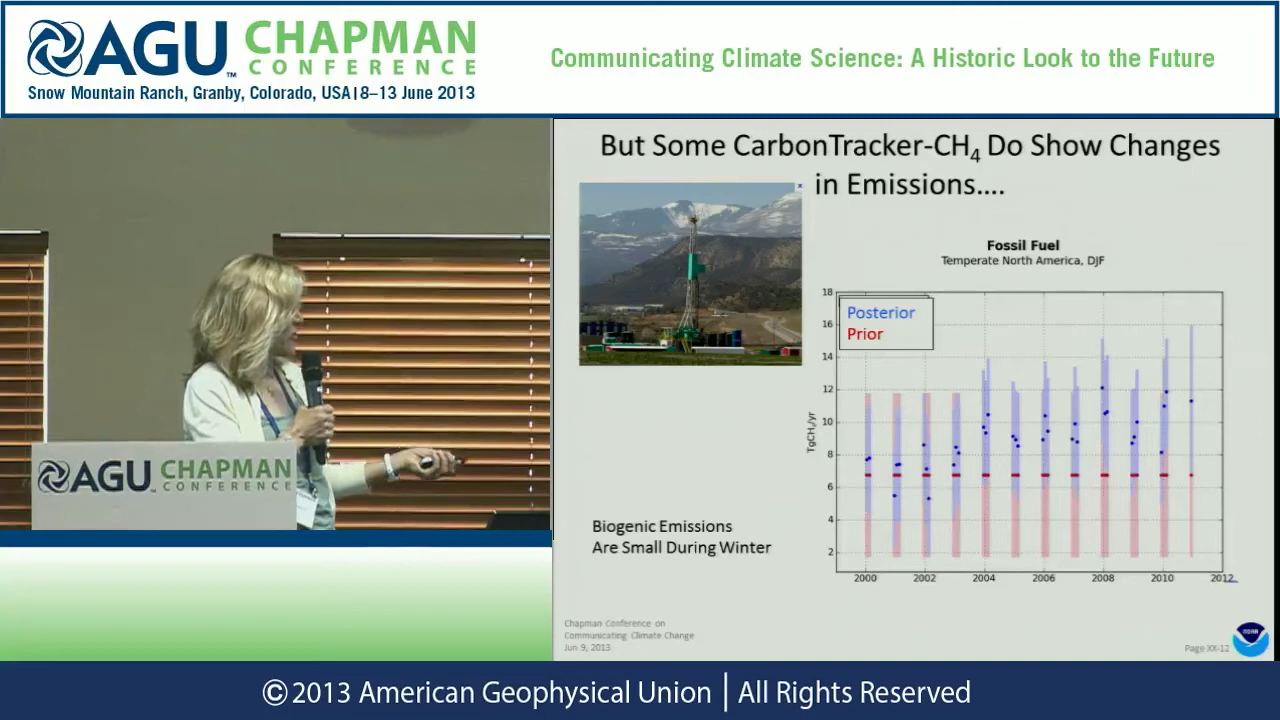 AGU CHAPMAN
CONFERENCE
Snow Mountain Ranch, Granby, Colorado, USA|8–13 June 2013
Communicating Climate Science: A Historic Look to the Future
But Some CarbonTracker-CH4 Do Show Changes
in Emissions....
Fossil Fuel
Temperate North America, DJF
Posterior
Prior
TgCH4/yr
18
16
14
12
10
8
6
4
2
2000 2002 2004 2006 2008 2010 2012
Biogenic Emissions
Are Small During Winter
AGU CHAPMAN
CONFERENCE
Chapman Conference on
Communicating Climate Change
Jun 9, 2013
Page XX-12
NOAA
©2013 American Geophysical Union | All Rights Reserved